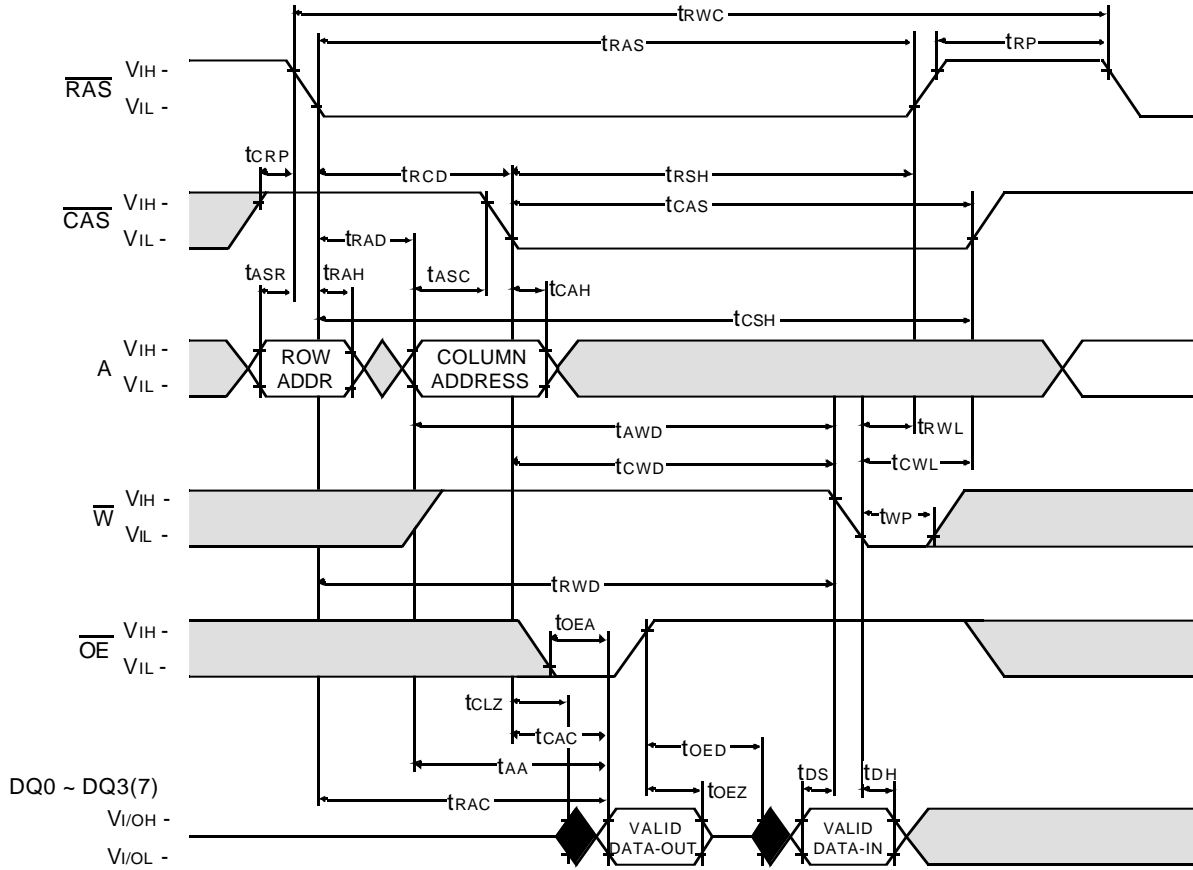 tRWC
tRAS
tRP
RAS
VIH -
VIL -
tCRP
tRCD
tRSH
CAS
VIH -
VIL -
tCAS
tRAD
tASR
tRAH
tASC
tCAH
tCSH
A
VIH -
VIL -
ROW
ADDR
COLUMN
ADDRESS
tAWD
tRWL
tCWD
tCWL
W
VIH -
VIL -
tWP
tRWD
OE
VIH -
VIL -
tOEA
tCLZ
tCAC
tOED
tAA
tDS
tDH
DQ0 ~ DQ3(7)
tRAC
tOEZ
VI/OH -
VI/OL -
VALID
DATA-OUT
VALID
DATA-IN